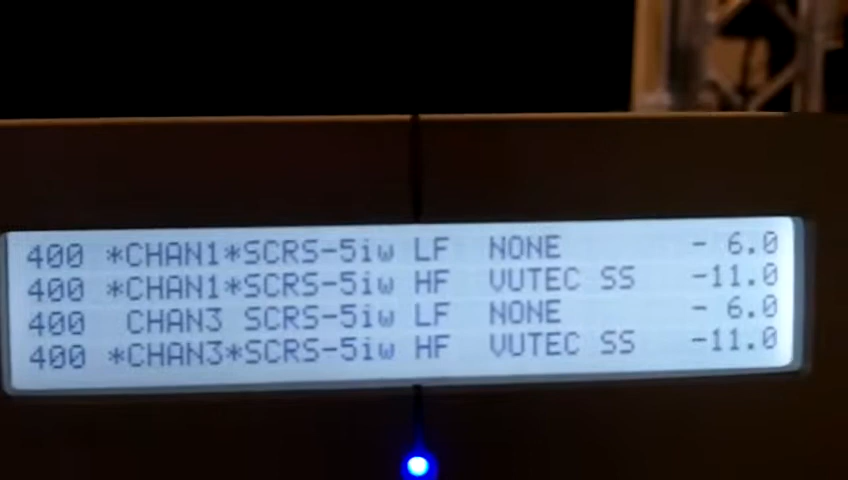 400 *CHAN1*SCRS-5iw LF NONE - 6.0
400 *CHAN1*SCRS-5iw HF VUTEC SS -11.0
400 CHAN3 SCRS-5iw LF NONE - 6.0
400 *CHAN3*SCRS-5iw HF VUTEC SS -11.0